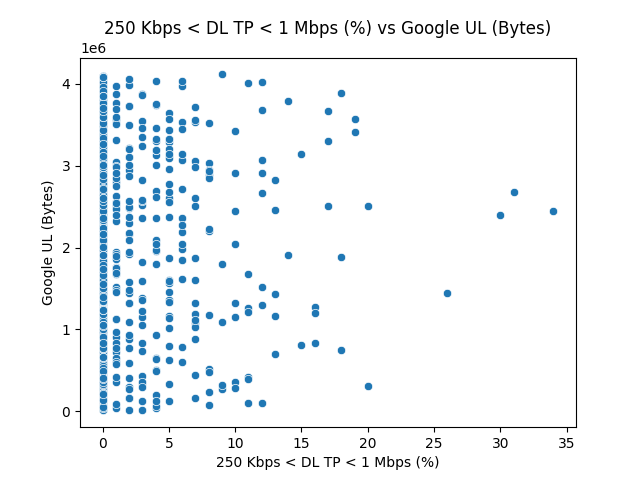 250 Kbps < DL TP < 1 Mbps (%) vs Google UL (Bytes)
1e6
4
3
2
1
0
Google UL (Bytes)
0 5 10 15 20 25 30 35
250 Kbps < DL TP < 1 Mbps (%)